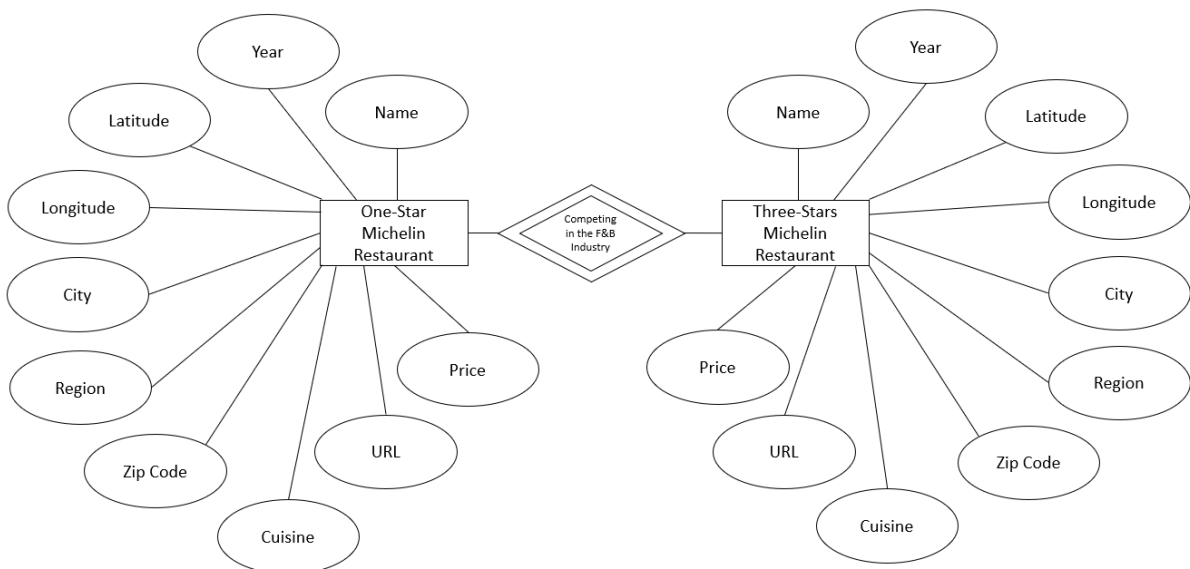 Year
Name
Latitude
Longitude
City
Region
Zip Code
Cuisine
URL
Price
One-Star
Michelin
Restaurant
Competing
in the F&B
Industry
Three-Stars
Michelin
Restaurant
Year
Name
Latitude
Longitude
City
Region
Zip Code
Cuisine
URL
Price